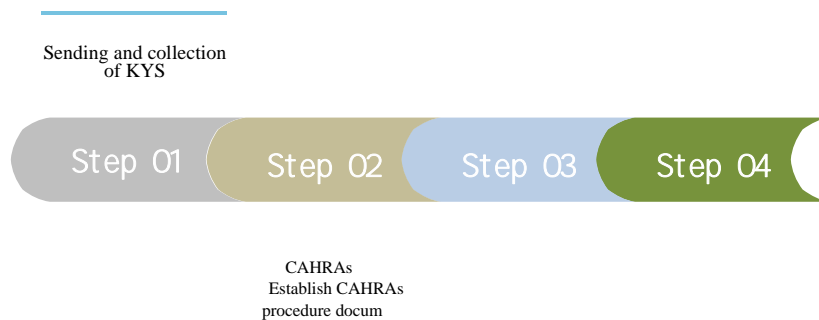 Sending and collection
of KYS
Step 01
Step 02
Step 03
Step 04
CAHRAs
Establish CAHRAs
procedure docum